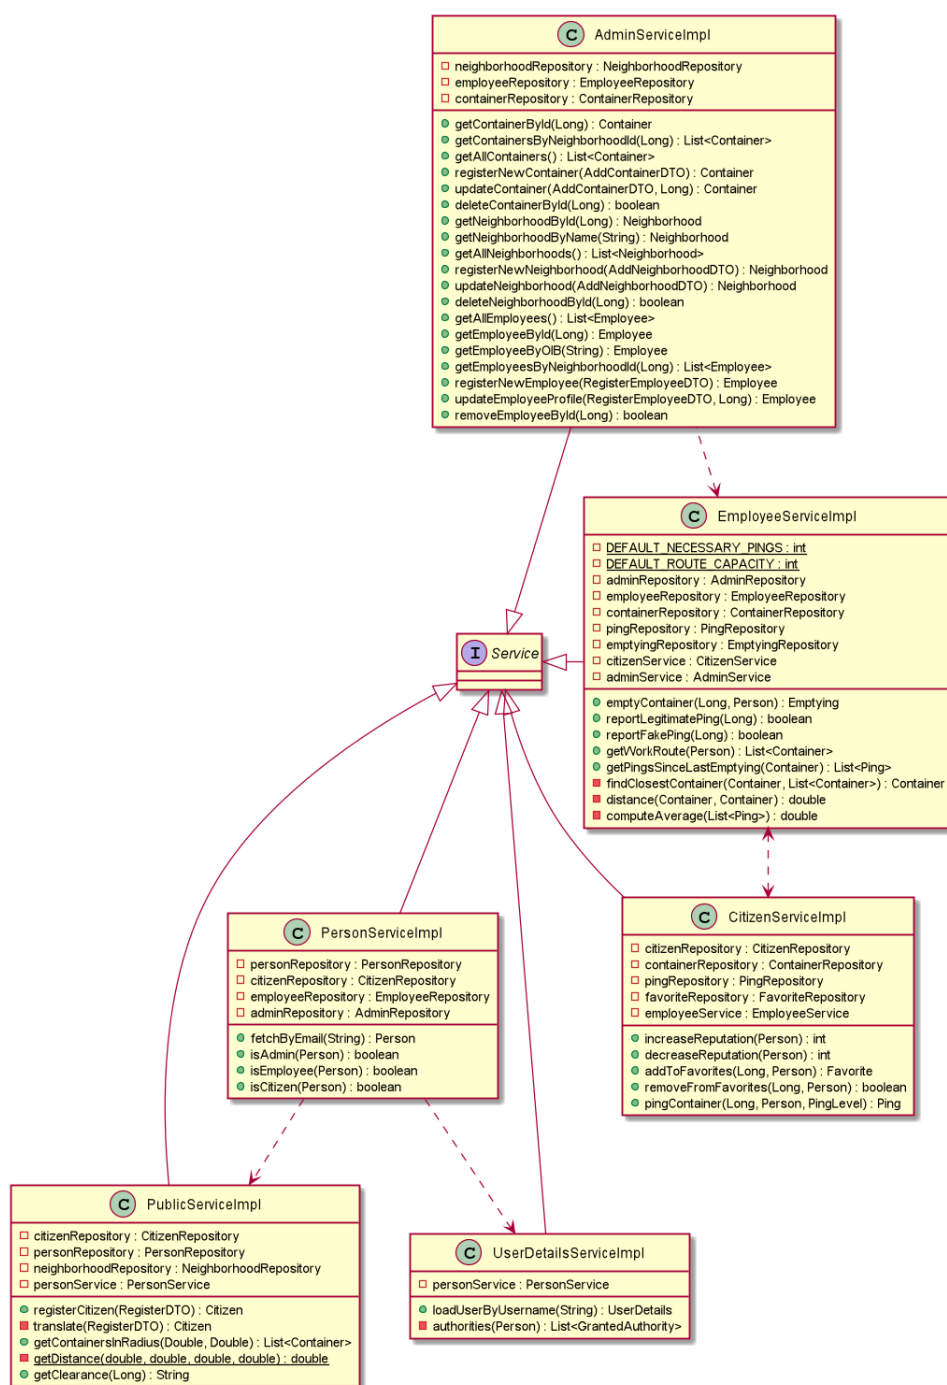 C AdminServiceImpl
neighborhoodRepository : NeighborhoodRepository
employeeRepository : EmployeeRepository
containerRepository : ContainerRepository
getContainerById(Long) : Container
getContainersByNeighborhoodId(Long) : List<Container>
getAllContainers() : List<Container>
registerNewContainer(AddContainerDTO) : Container
updateContainer(AddContainerDTO, Long) : Container
deleteContainerById(Long) : boolean
getNeighborhoodById(Long) : Neighborhood
getNeighborhoodByName(String) : Neighborhood
getAllNeighborhoods() : List<Neighborhood>
registerNewNeighborhood(AddNeighborhoodDTO) : Neighborhood
updateNeighborhood(AddNeighborhoodDTO) : Neighborhood
deleteNeighborhoodById(Long) : boolean
getAllEmployees() : List<Employee>
getEmployeeById(Long) : Employee
getEmployeeByOIB(String) : Employee
getEmployeesByNeighborhoodId(Long) : List<Employee>
registerNewEmployee(RegisterEmployeeDTO) : Employee
updateEmployeeProfile(RegisterEmployeeDTO, Long) : Employee
removeEmployeeById(Long) : boolean
C EmployeeServiceImpl
DEFAULT_NECESSARY_PINGS : int
DEFAULT_ROUTE_CAPACITY : int
adminRepository : AdminRepository
employeeRepository : EmployeeRepository
containerRepository : ContainerRepository
pingRepository : PingRepository
emptyingRepository : EmptyingRepository
citizenService : CitizenService
adminService : AdminService
emptyContainer(Long, Person) : Emptying
reportLegitimatePing(Long) : boolean
reportFakePing(Long) : boolean
getWorkRoute(Person) : List<Container>
getPingsSinceLastEmptying(Container) : List<Ping>
findClosestContainer(Container, List<Container>) : Container
distance(Container, Container) : double
computeAverage(List<Ping>) : double
I Service
C PersonServiceImpl
personRepository : PersonRepository
citizenRepository : CitizenRepository
employeeRepository : EmployeeRepository
adminRepository : AdminRepository
fetchByEmail(String) : Person
isAdmin(Person) : boolean
isEmployee(Person) : boolean
isCitizen(Person) : boolean
C CitizenServiceImpl
citizenRepository : CitizenRepository
containerRepository : ContainerRepository
pingRepository : PingRepository
favoriteRepository : FavoriteRepository
employeeService : EmployeeService
increaseReputation(Person) : int
decreaseReputation(Person) : int
addToFavorites(Long, Person) : Favorite
removeFromFavorites(Long, Person) : boolean
pingContainer(Long, Person, PingLevel) : Ping
C PublicServiceImpl
citizenRepository : CitizenRepository
personRepository : PersonRepository
neighborhoodRepository : NeighborhoodRepository
personService : PersonService
registerCitizen(RegisterDTO) : Citizen
translate(RegisterDTO) : Citizen
getContainersInRadius(Double, Double) : List<Container>
getDistance(double, double, double, double) : double
getClearance(Long) : String
C UserDetailsServiceImpl
personService : PersonService
loadUserByUsername(String) : UserDetails
authorities(Person) : List<GrantedAuthority>